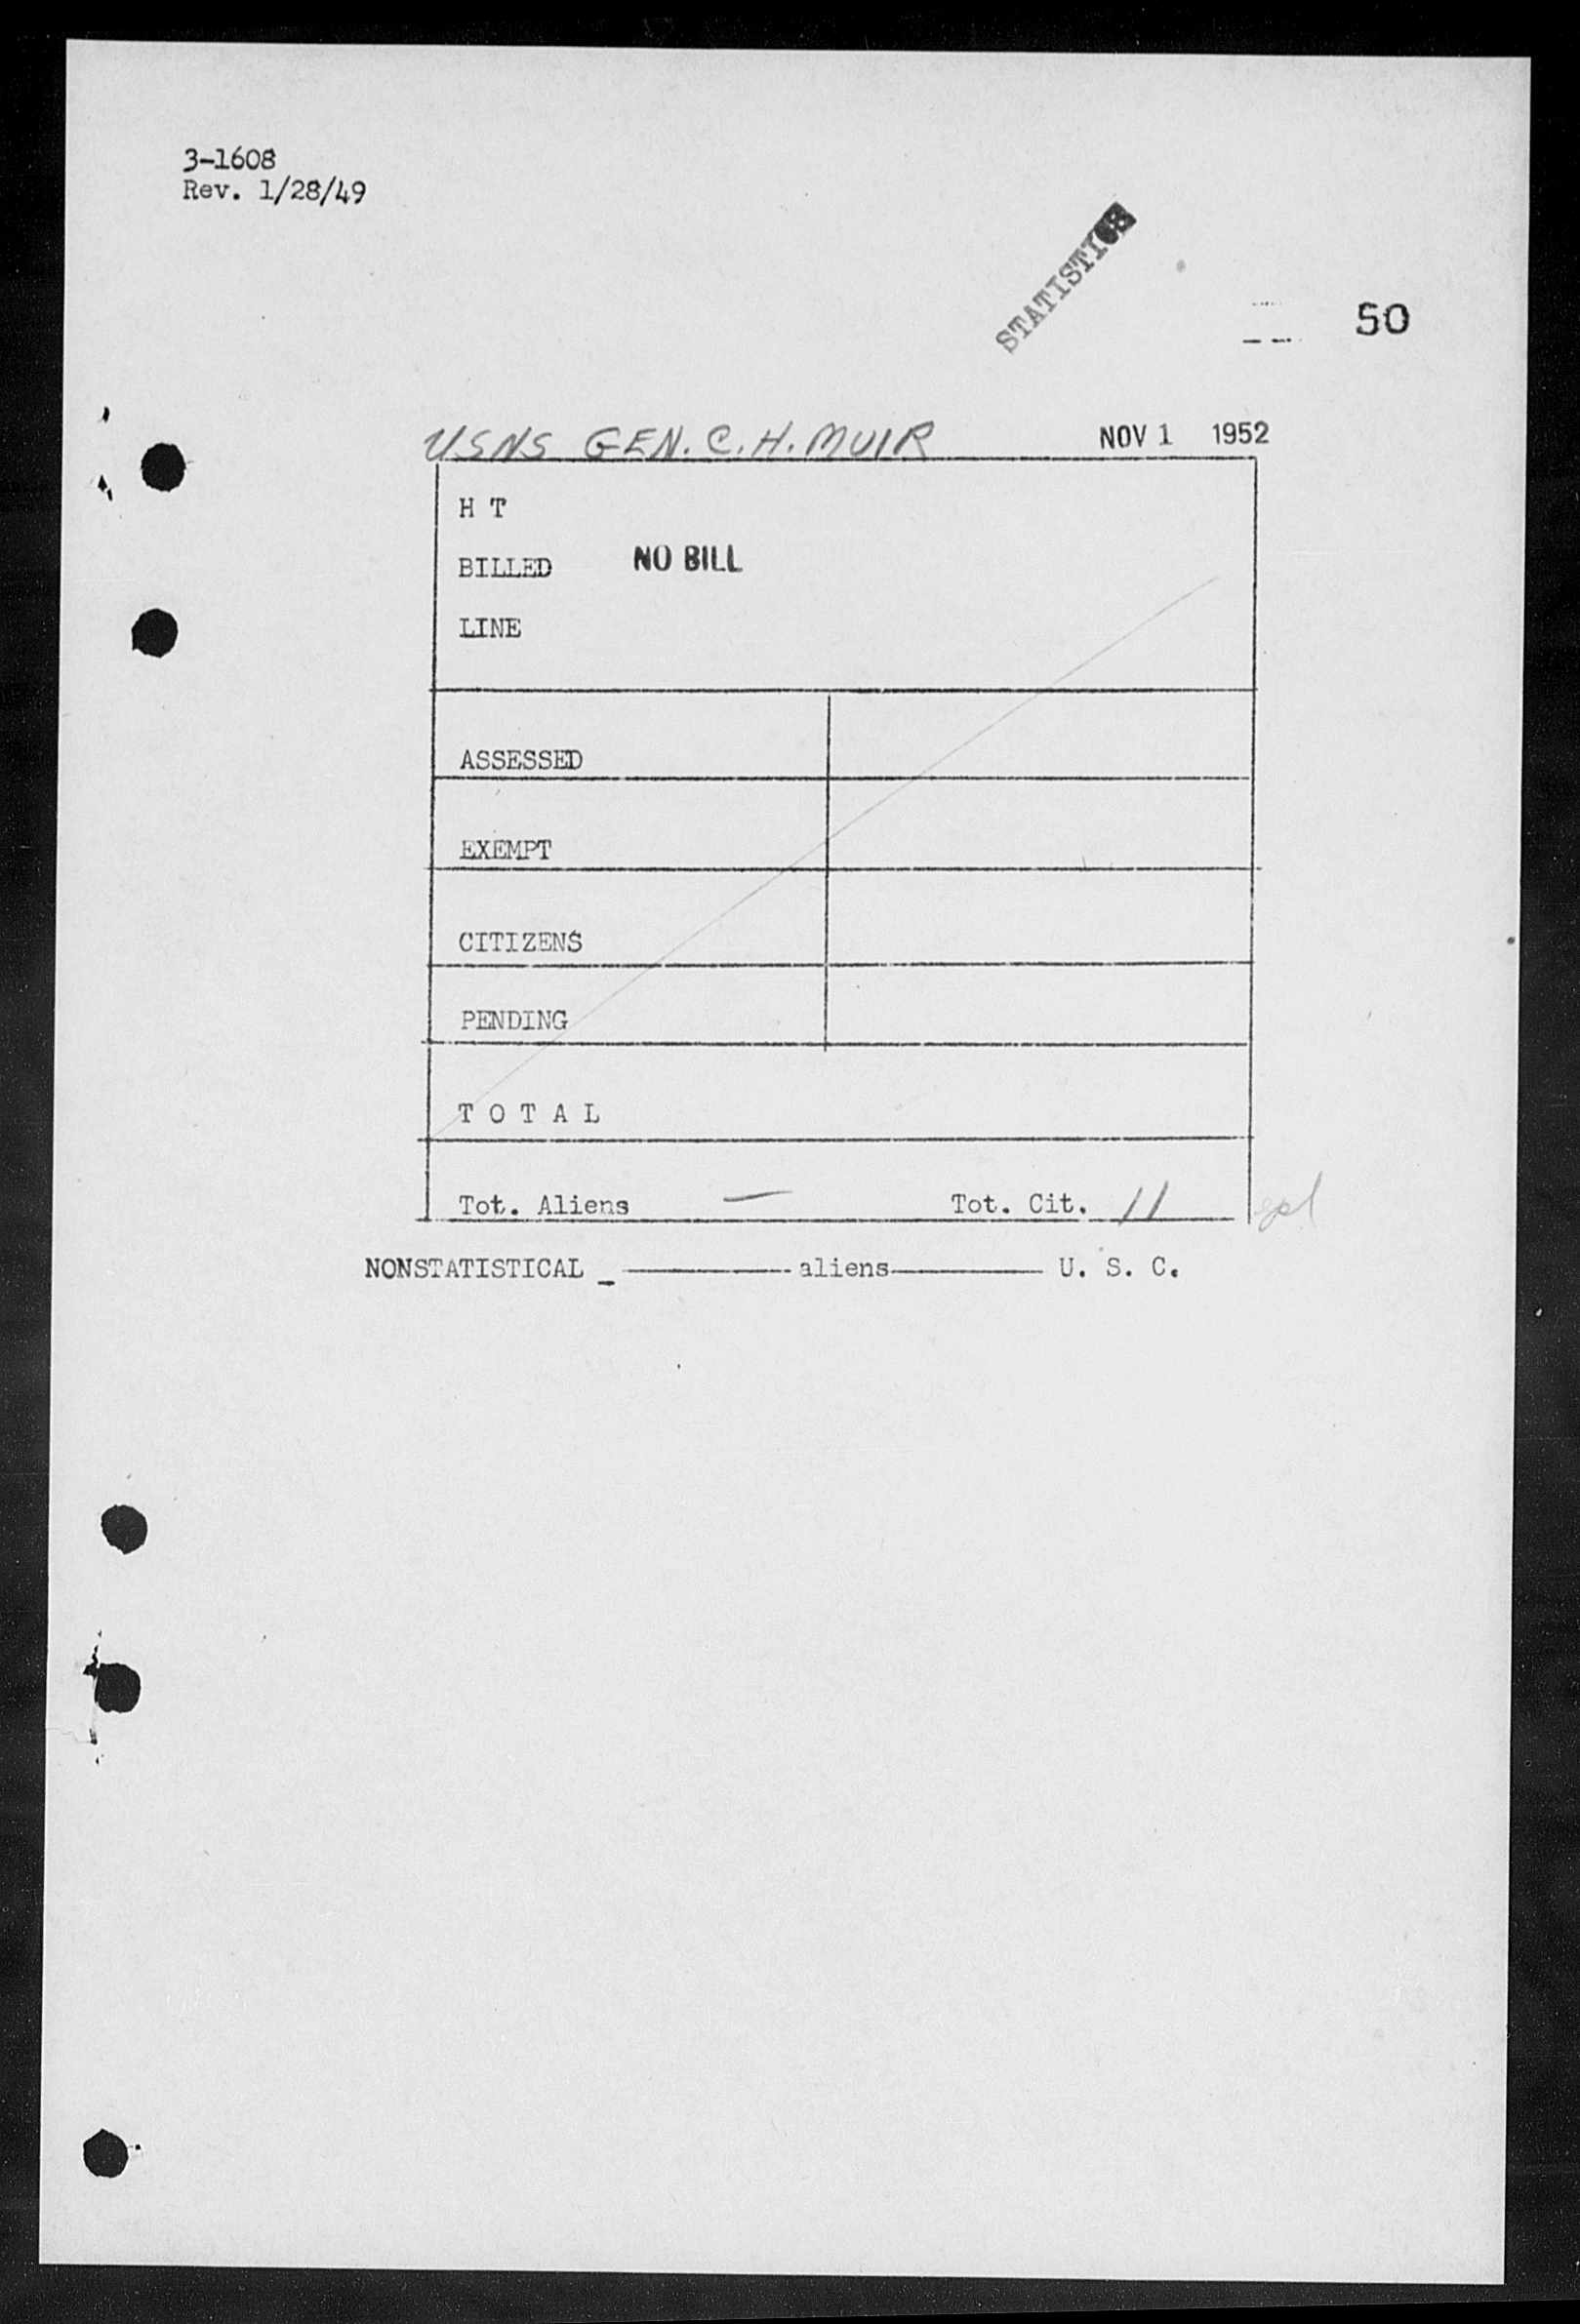 3-1608
Rev. 1/28/49
STATISTICS
50
USNS GEN. C. H. MUIR NOV 1 1952
H T
BILLED NO BILL
LINE
ASSESSED
EXEMPT
CITIZENS
PENDING
T O T A L
Tot. Aliens — Tot. Cit. 11
NONSTATISTICAL _ ———— aliens ———— U. S. C.